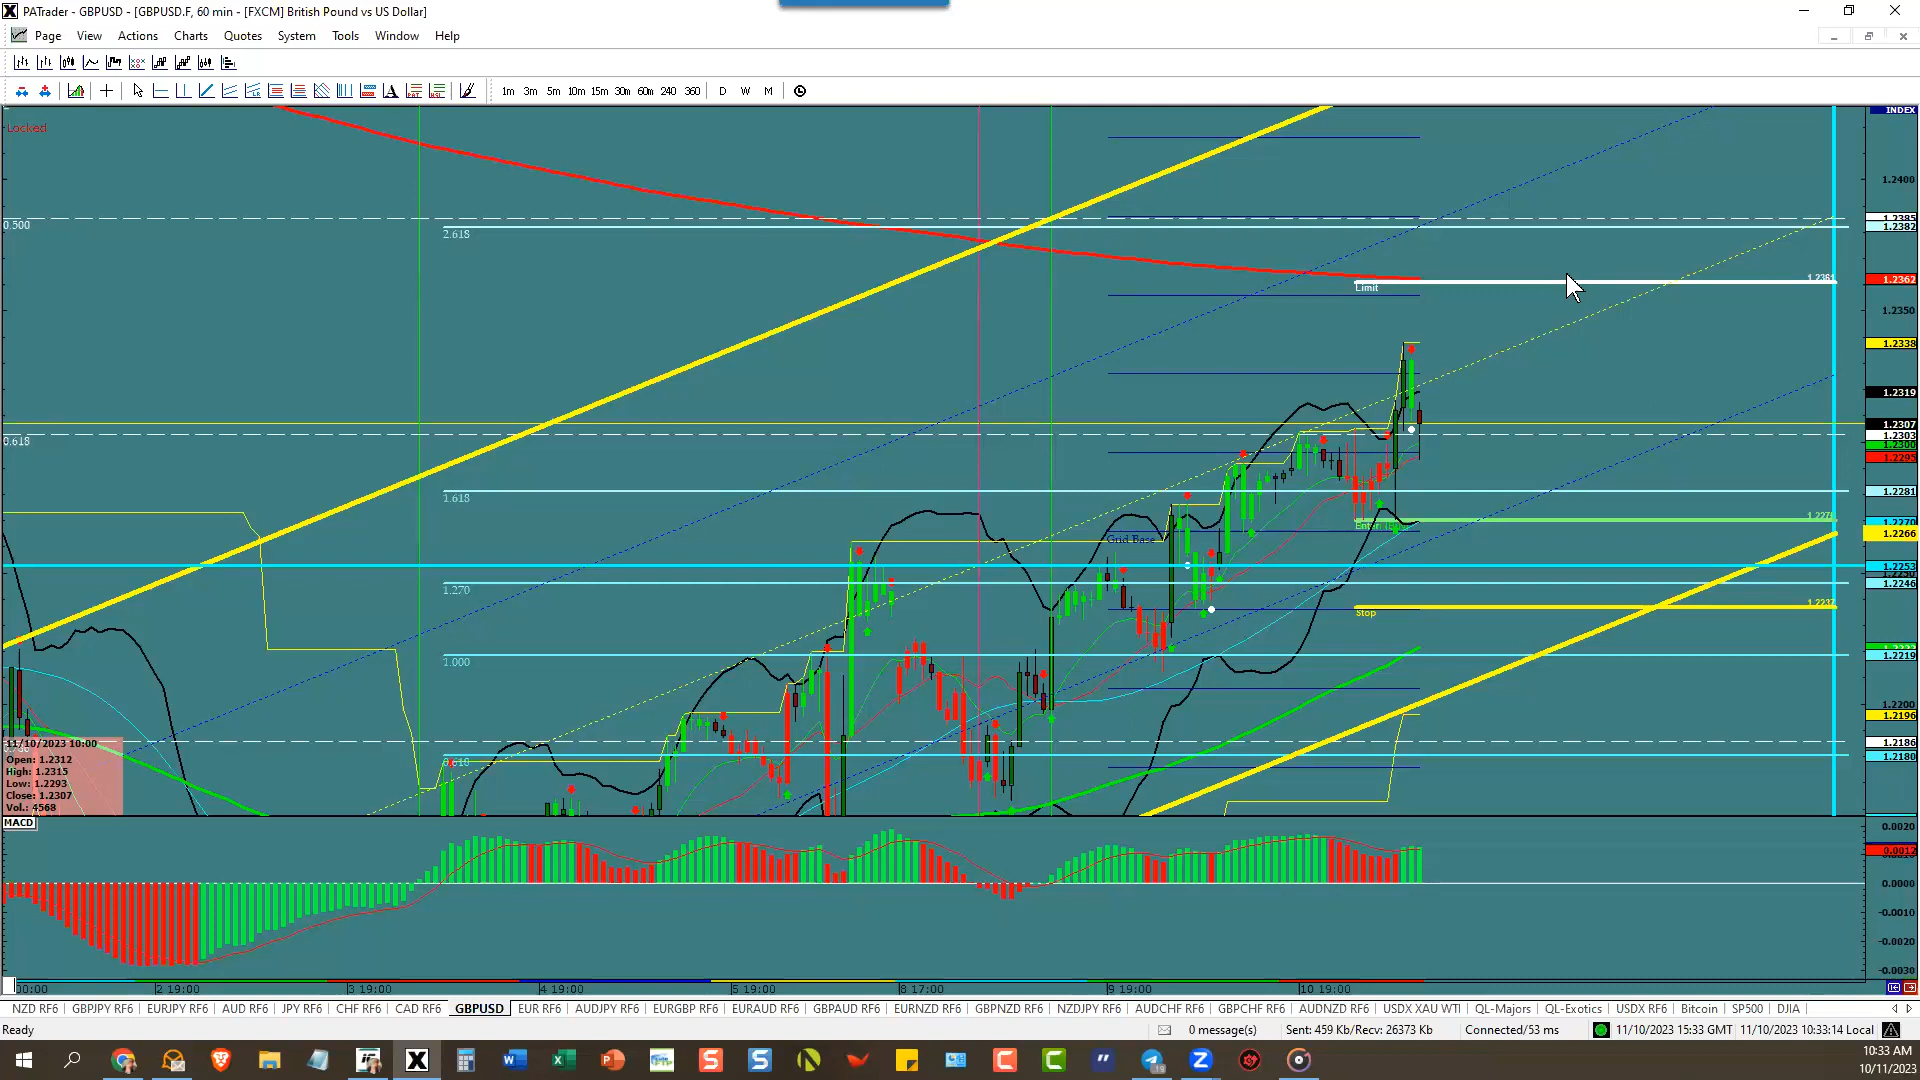 PATrader - GBPUSD - [GBPUSD.F, 60 min - [FXCM] British Pound vs US Dollar]
Page View Actions Charts Quotes System Tools Window Help
1m 3m 5m 10m 15m 30m 60m 240 360 D W M
INDEX
Locked
1.2400
0.500
1.2385
2.618
1.2382
1.2361
1.2362
Limit
1.2350
1.2338
1.2319
1.2307
0.618
1.2303
1.2300
1.2295
1.618
1.2281
Enter
1.2270
Grid Base
1.2266
1.2253
1.270
1.2246
1.2237
Stop
1.000
1.2219
1.2200
1.2196
11/10/2023 10:00
1.2186
Open: 1.2312
0.618
1.2180
High: 1.2315
Low: 1.2293
Close: 1.2307
Vol.: 4568
MACD
0.0020
0.0012
0.0000
-0.0010
-0.0020
-0.0030
00:00 2 19:00 3 19:00 4 19:00 5 19:00 8 17:00 9 19:00 10 19:00
NZD RF6 GBPJPY RF6 EURJPY RF6 AUD RF6 JPY RF6 CHF RF6 CAD RF6 GBPUSD EUR RF6 AUDJPY RF6 EURGBP RF6 EURAUD RF6 GBPAUD RF6 EURNZD RF6 GBPNZD RF6 NZDJPY RF6 AUDCHF RF6 GBPCHF RF6 AUDNZD RF6 USDX XAU WTI QL-Majors QL-Exotics USDX RF6 Bitcoin SP500 DJIA
Ready 0 message(s) Sent: 459 Kb/Recv: 26373 Kb Connected/53 ms 11/10/2023 15:33 GMT 11/10/2023 10:33:14 Local
10:33 AM
10/11/2023